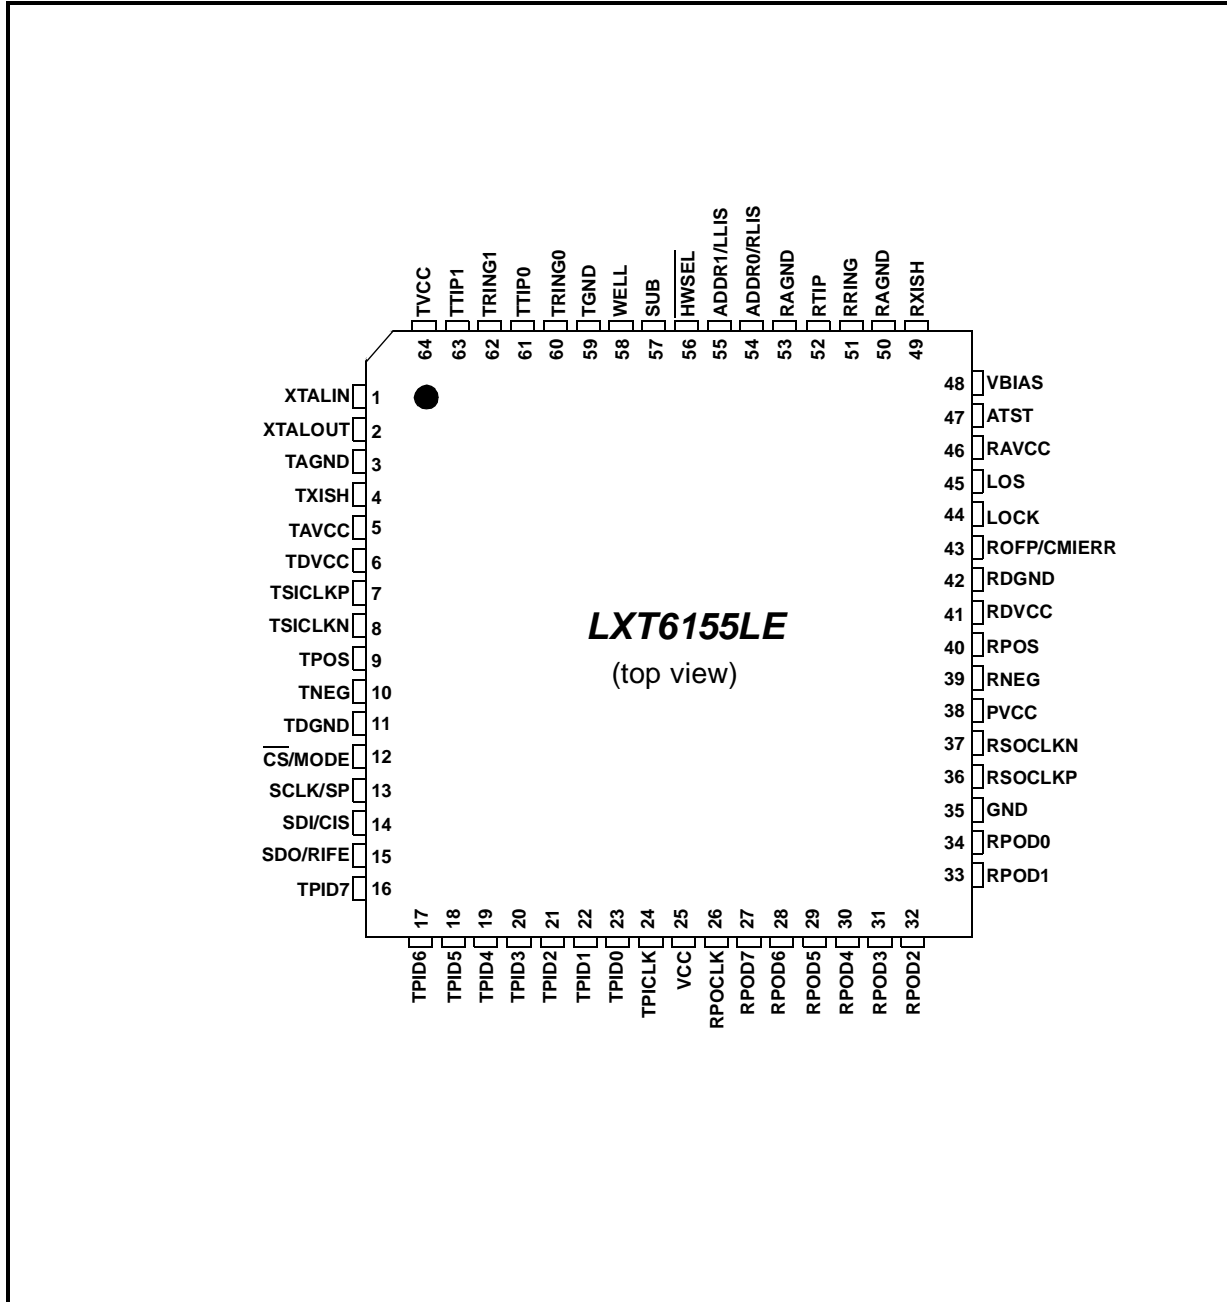 TVCC
TTIP1
TRING1
TTIP0
TRING0
TGND
WELL
SUB
HWSEL
ADDR1/LLIS
ADDR0/RLIS
RAGND
RTIP
RRING
RAGND
RXISH
64
63
62
61
60
59
58
57
56
55
54
53
52
51
50
49
XTALIN 1
XTALOUT 2
TAGND 3
TXISH 4
TAVCC 5
TDVCC 6
TSICLKP 7
TSICLKN 8
TPOS 9
TNEG 10
TDGND 11
CS/MODE 12
SCLK/SP 13
SDI/CIS 14
SDO/RIFE 15
TPID7 16
LXT6155LE
(top view)
48 VBIAS
47 ATST
46 RAVCC
45 LOS
44 LOCK
43 ROFP/CMIERR
42 RDGND
41 RDVCC
40 RPOS
39 RNEG
38 PVCC
37 RSOCLKN
36 RSOCLKP
35 GND
34 RPOD0
33 RPOD1
17
18
19
20
21
22
23
24
25
26
27
28
29
30
31
32
TPID6
TPID5
TPID4
TPID3
TPID2
TPID1
TPID0
TPICLK
VCC
RPOCLK
RPOD7
RPOD6
RPOD5
RPOD4
RPOD3
RPOD2